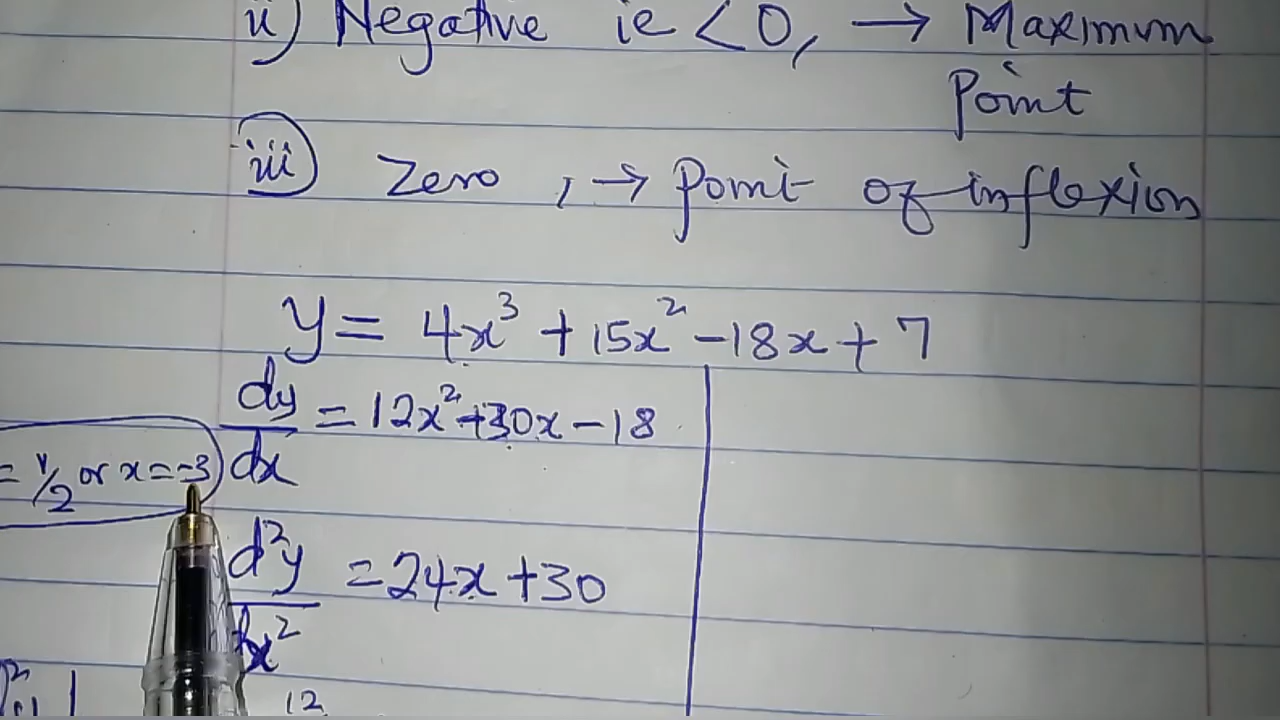 ii) Negative ie < 0, → Maximum
Point
iii) Zero, → Point of inflexion
y = 4x³ + 15x² - 18x + 7
dy/dx = 12x² + 30x - 18
= 1/2 or x = -3
d²y/dx² = 24x + 30
12